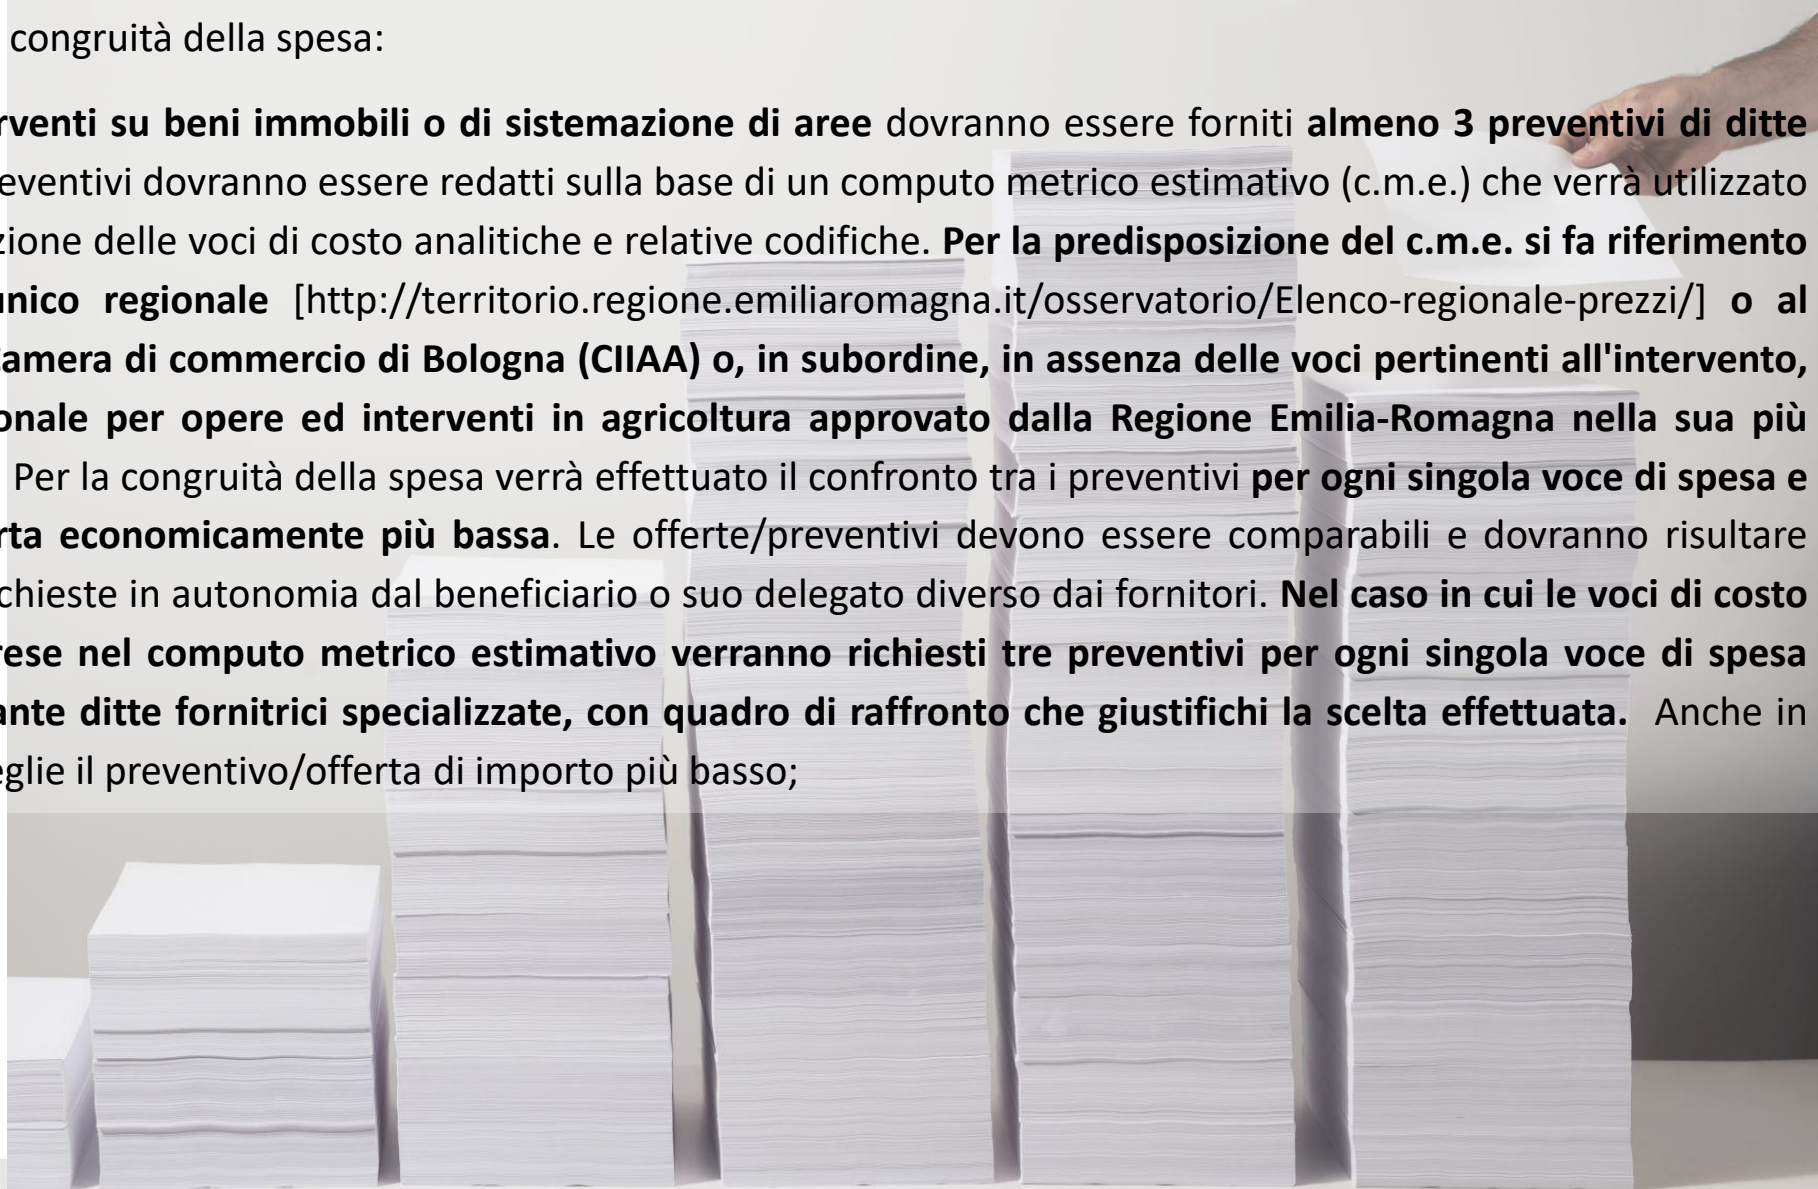 congruità della spesa:
rventi su beni immobili o di sistemazione di aree dovranno essere forniti almeno 3 preventivi di ditte
eventivi dovranno essere redatti sulla base di un computo metrico estimativo (c.m.e.) che verrà utilizzato
zione delle voci di costo analitiche e relative codifiche. Per la predisposizione del c.m.e. si fa riferimento
unico regionale [http://territorio.regione.emiliaromagna.it/osservatorio/Elenco-regionale-prezzi/] o al
Camera di commercio di Bologna (CIIAA) o, in subordine, in assenza delle voci pertinenti all'intervento,
onale per opere ed interventi in agricoltura approvato dalla Regione Emilia-Romagna nella sua più
Per la congruità della spesa verrà effettuato il confronto tra i preventivi per ogni singola voce di spesa e
rta economicamente più bassa. Le offerte/preventivi devono essere comparabili e dovranno risultare
chieste in autonomia dal beneficiario o suo delegato diverso dai fornitori. Nel caso in cui le voci di costo
rese nel computo metrico estimativo verranno richiesti tre preventivi per ogni singola voce di spesa
ante ditte fornitrici specializzate, con quadro di raffronto che giustifichi la scelta effettuata. Anche in
eglie il preventivo/offerta di importo più basso;